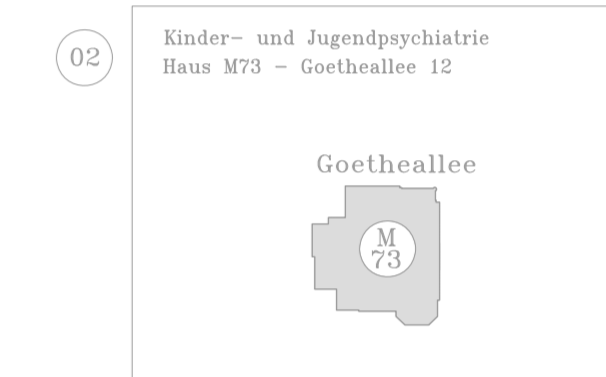 02
Kinder- und Jugendpsychiatrie
Haus M73 - Goetheallee 12
Goetheallee
M
73